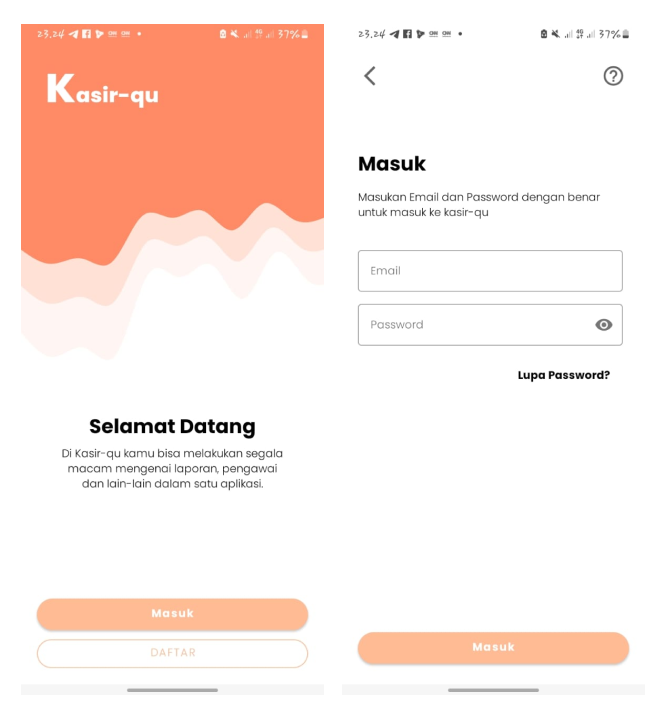 23.24
4G
37%
Kasir-qu
Selamat Datang
Di Kasir-qu kamu bisa melakukan segala
macam mengenai laporan, pengawai
dan lain-lain dalam satu aplikasi.
Masuk
DAFTAR
23.24
4G
37%
Masuk
Masukan Email dan Password dengan benar
untuk masuk ke kasir-qu
Email
Password
Lupa Password?
Masuk